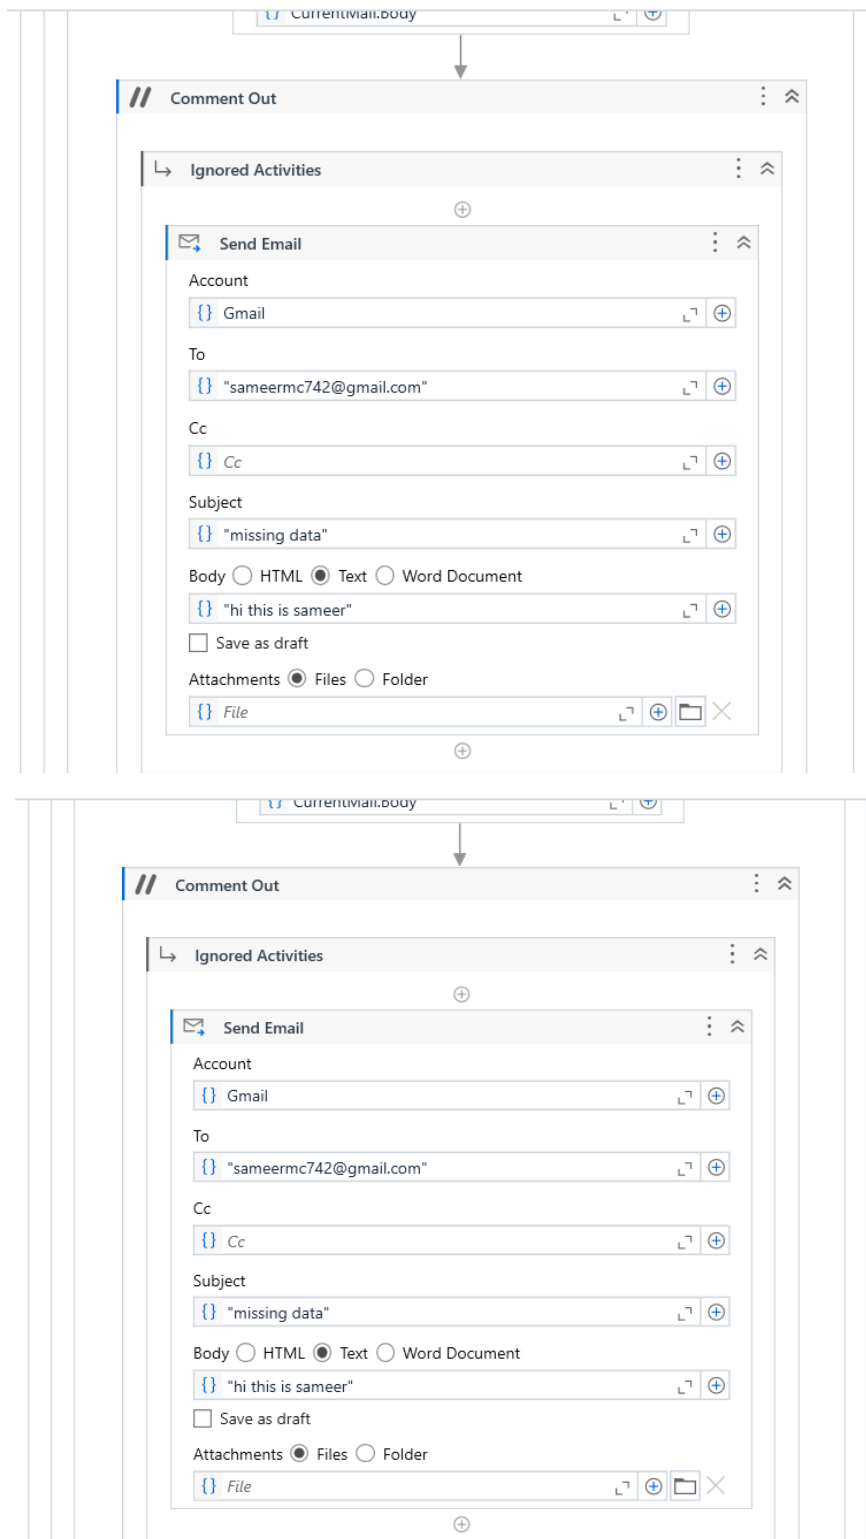 CurrentMail.Body
Comment Out
Ignored Activities
Send Email
Account
{} Gmail
To
{} "sameermc742@gmail.com"
Cc
{} Cc
Subject
{} "missing data"
Body HTML Text Word Document
{} "hi this is sameer"
Save as draft
Attachments Files Folder
{} File
CurrentMail.Body
Comment Out
Ignored Activities
Send Email
Account
{} Gmail
To
{} "sameermc742@gmail.com"
Cc
{} Cc
Subject
{} "missing data"
Body HTML Text Word Document
{} "hi this is sameer"
Save as draft
Attachments Files Folder
{} File